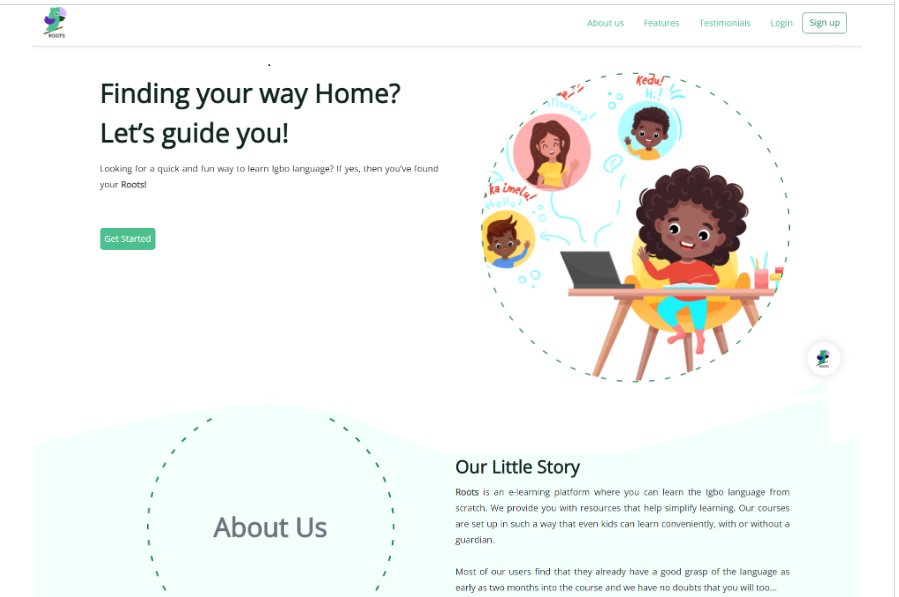 ROOTS
About us Features Testimonials Login Sign up
Finding your way Home?
Let's guide you!
Looking for a quick and fun way to learn Igbo language? If yes, then you've found
your Roots!
Get Started
Kedu!
Hi!
Morning!
ka imelu!
Hello!
ROOTS
Our Little Story
Roots is an e-learning platform where you can learn the Igbo language from
scratch. We provide you with resources that help simplify learning. Our courses
are set up in such a way that even kids can learn conveniently, with or without a
guardian.
About Us
Most of our users find that they already have a good grasp of the language as
early as two months into the course and we have no doubts that you will too...